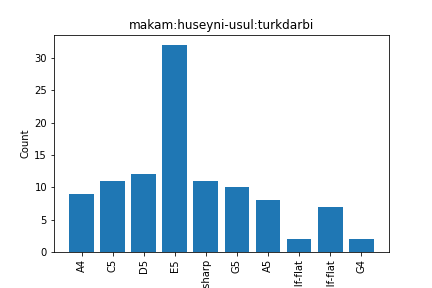 makam:huseyni-usul:turkdarbi
Count
30
25
20
15
10
5
0
A4
C5
D5
E5
sharp
G5
A5
lf-flat
lf-flat
G4